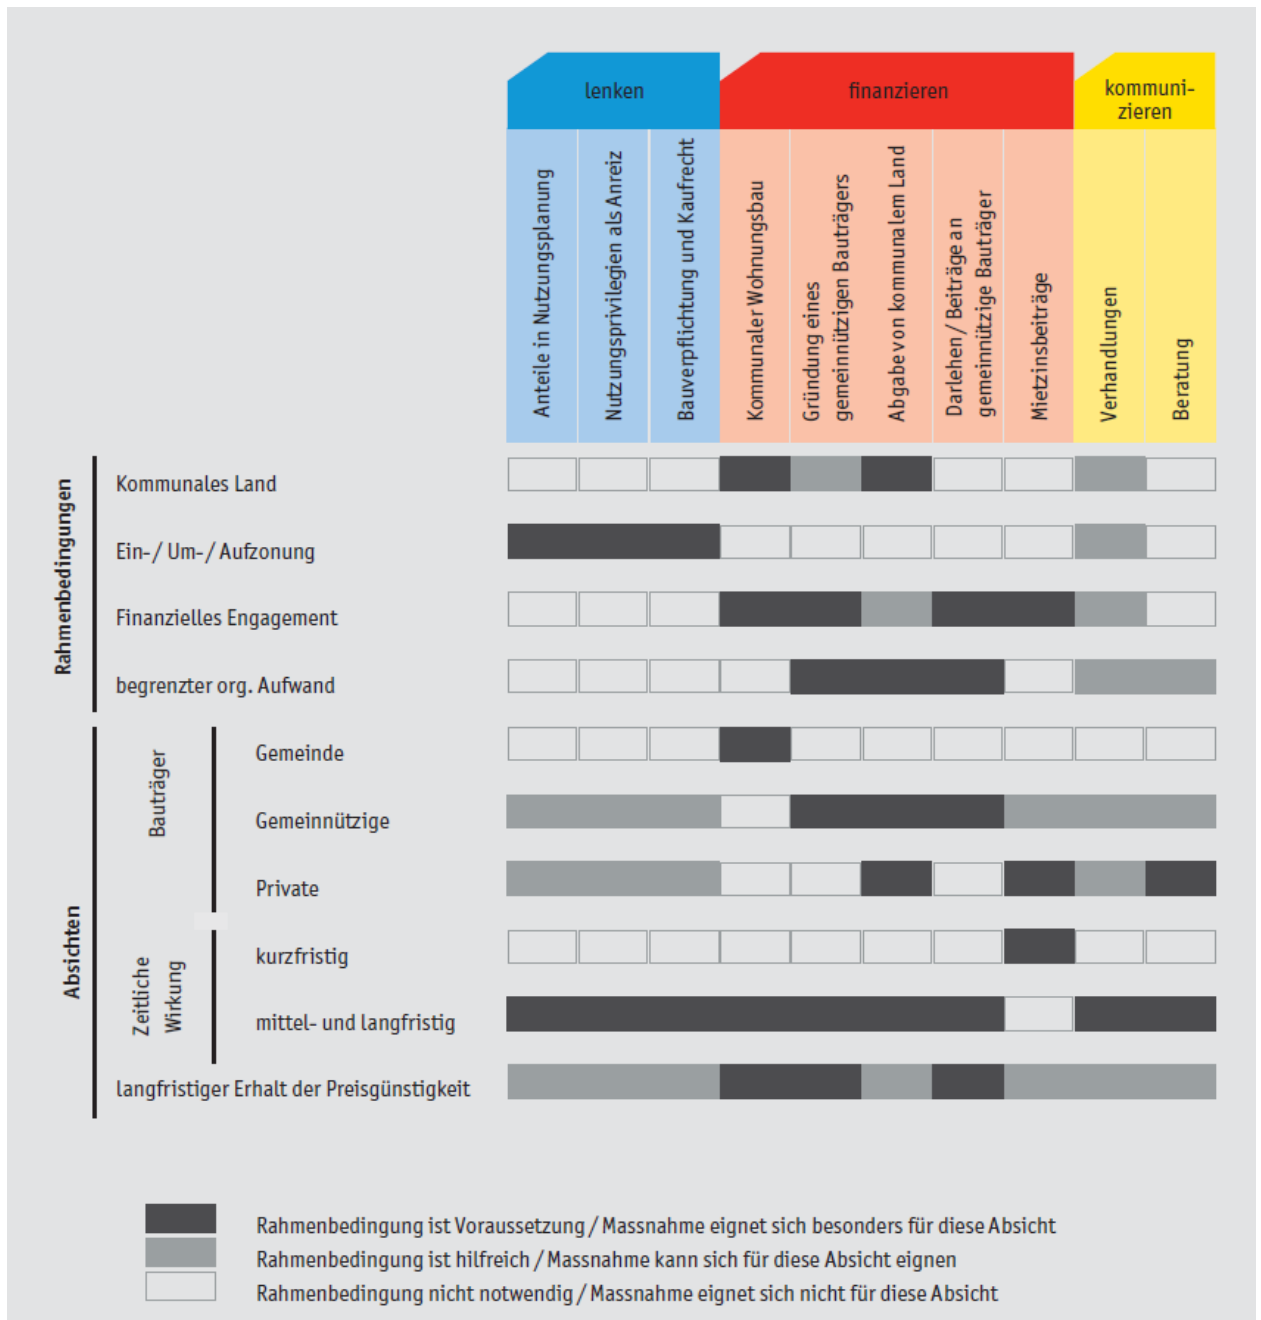 lenken
finanzieren
kommuni-
zieren
Anteile in Nutzungsplanung
Nutzungsprivilegien als Anreiz
Bauverpflichtung und Kaufrecht
Kommunaler Wohnungsbau
Gründung eines
gemeinnützigen Bauträgers
Abgabe von kommunalem Land
Darlehen / Beiträge an
gemeinnützige Bauträger
Mietzinsbeiträge
Verhandlungen
Beratung
Rahmenbedingungen
Kommunales Land
Ein-/ Um-/ Aufzonung
Finanzielles Engagement
begrenzter org. Aufwand
Absichten
Bauträger
Gemeinde
Gemeinnützige
Private
Zeitliche
Wirkung
kurzfristig
mittel- und langfristig
langfristiger Erhalt der Preisgünstigkeit
Rahmenbedingung ist Voraussetzung / Massnahme eignet sich besonders für diese Absicht
Rahmenbedingung ist hilfreich / Massnahme kann sich für diese Absicht eignen
Rahmenbedingung nicht notwendig / Massnahme eignet sich nicht für diese Absicht